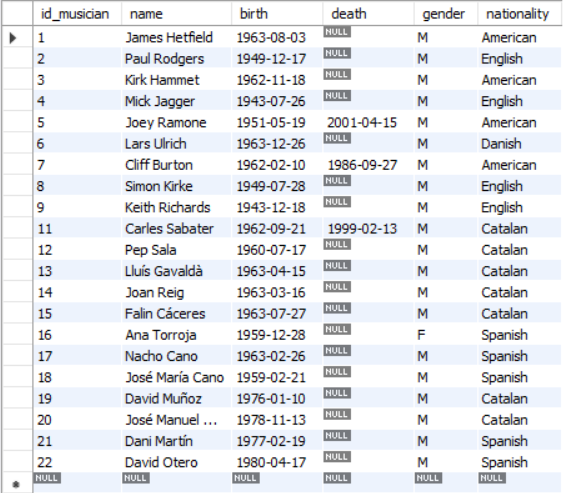 id_musician name birth death gender nationality
1 James Hetfield 1963-08-03 NULL M American
2 Paul Rodgers 1949-12-17 NULL M English
3 Kirk Hammet 1962-11-18 NULL M American
4 Mick Jagger 1943-07-26 NULL M English
5 Joey Ramone 1951-05-19 2001-04-15 M American
6 Lars Ulrich 1963-12-26 NULL M Danish
7 Cliff Burton 1962-02-10 1986-09-27 M American
8 Simon Kirke 1949-07-28 NULL M English
9 Keith Richards 1943-12-18 NULL M English
11 Carles Sabater 1962-09-21 1999-02-13 M Catalan
12 Pep Sala 1960-07-17 NULL M Catalan
13 Lluís Gavaldà 1963-04-15 NULL M Catalan
14 Joan Reig 1963-03-16 NULL M Catalan
15 Falin Cáceres 1963-07-27 NULL M Catalan
16 Ana Torroja 1959-12-28 NULL F Spanish
17 Nacho Cano 1963-02-26 NULL M Spanish
18 José María Cano 1959-02-21 NULL M Spanish
19 David Muñoz 1976-01-10 NULL M Catalan
20 José Manuel ... 1978-11-13 NULL M Catalan
21 Dani Martín 1977-02-19 NULL M Spanish
22 David Otero 1980-04-17 NULL M Spanish
NULL NULL NULL NULL NULL NULL